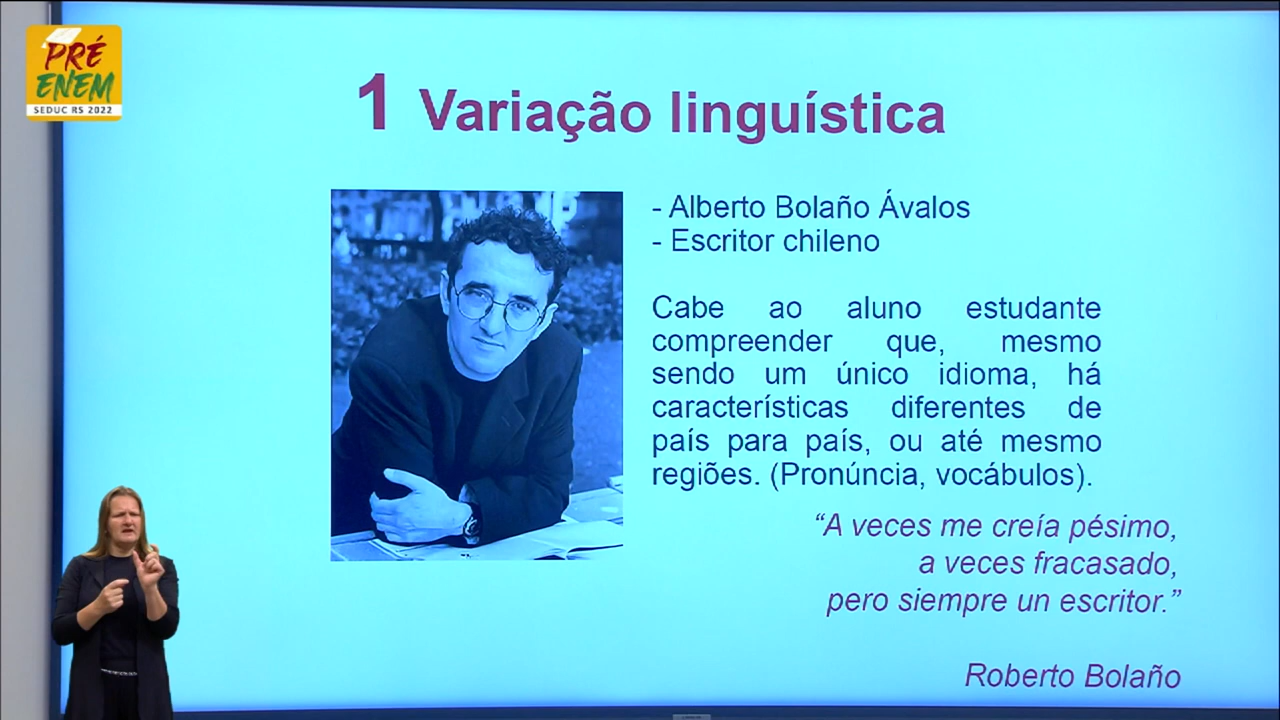 PRÉ
ENEM
SEDUC RS 2022
1 Variação linguística
- Alberto Bolaño Ávalos
- Escritor chileno
Cabe ao aluno estudante
compreender que, mesmo
sendo um único idioma, há
características diferentes de
país para país, ou até mesmo
regiões. (Pronúncia, vocábulos).
“A veces me creía pésimo,
a veces fracasado,
pero siempre un escritor.”
Roberto Bolaño